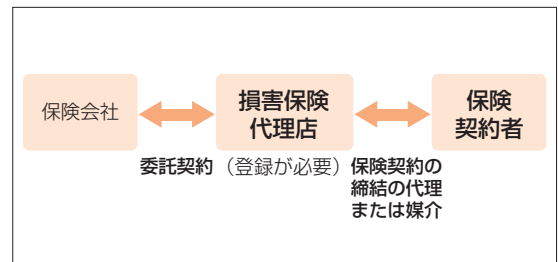 保険会社
損害保険
代理店
保険
契約者
委託契約
（登録が必要）
保険契約の
締結の代理
または媒介